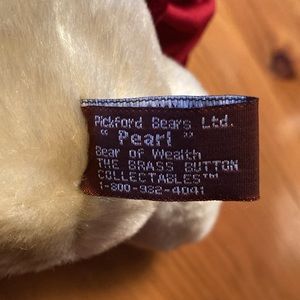 Pickford Bears Ltd.
"Pearl"
Bear of Wealth
THE BRASS BUTTON
COLLECTABLES™
1-800-932-4041